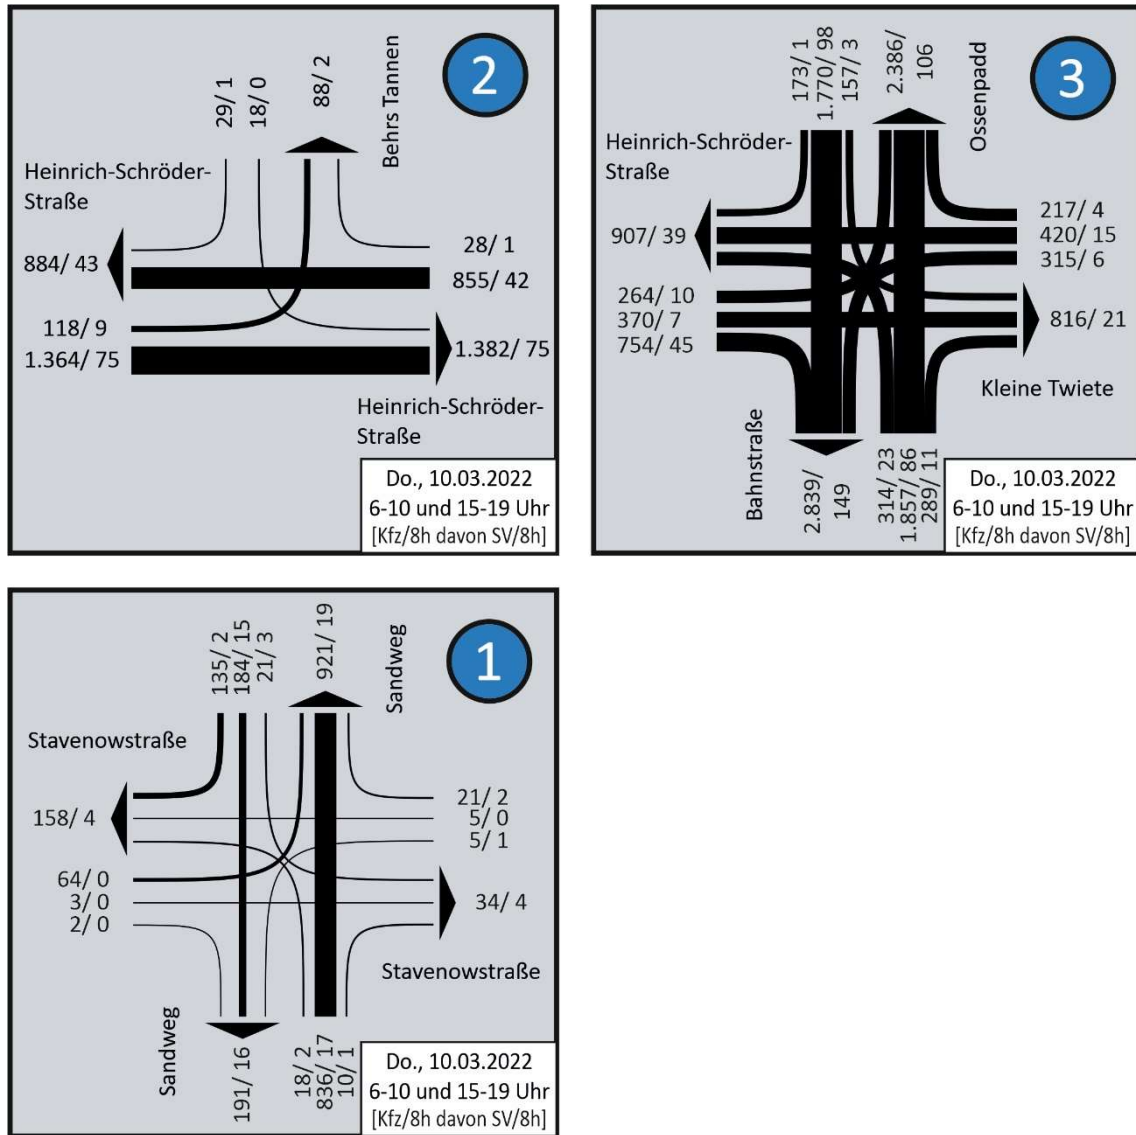 2
29/ 1
18/ 0
88/ 2
Behrs Tannen
Heinrich-Schröder-
Straße
884/ 43
28/ 1
855/ 42
118/ 9
1.364/ 75
1.382/ 75
Heinrich-Schröder-
Straße
Do., 10.03.2022
6-10 und 15-19 Uhr
[Kfz/8h davon SV/8h]
3
173/ 1
1.770/ 98
157/ 3
2.386/
106
Ossenpadd
Heinrich-Schröder-
Straße
907/ 39
217/ 4
420/ 15
315/ 6
264/ 10
370/ 7
754/ 45
816/ 21
Kleine Twiete
Bahnstraße
2.839/
149
314/ 23
1.857/ 86
289/ 11
Do., 10.03.2022
6-10 und 15-19 Uhr
[Kfz/8h davon SV/8h]
1
135/ 2
184/ 15
21/ 3
921/ 19
Sandweg
Stavenowstraße
158/ 4
21/ 2
5/ 0
5/ 1
64/ 0
3/ 0
2/ 0
34/ 4
Stavenowstraße
Sandweg
191/ 16
18/ 2
836/ 17
10/ 1
Do., 10.03.2022
6-10 und 15-19 Uhr
[Kfz/8h davon SV/8h]